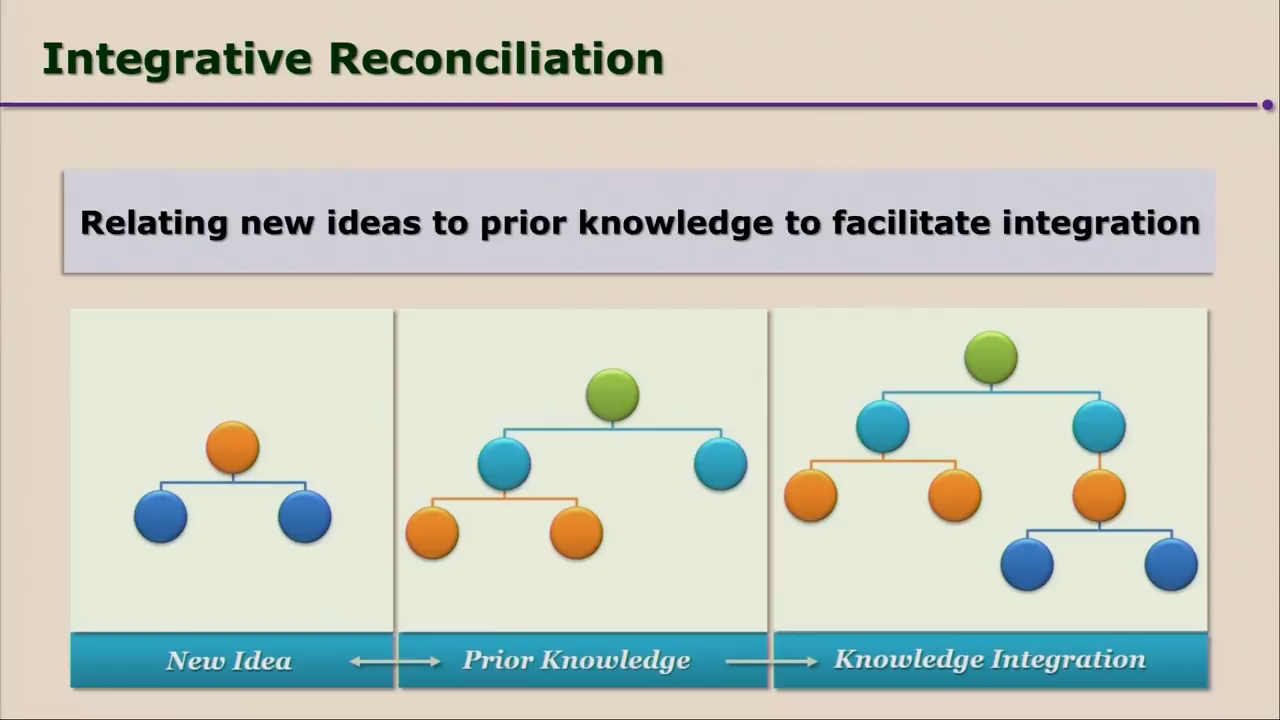 Integrative Reconciliation
Relating new ideas to prior knowledge to facilitate integration
New Idea
Prior Knowledge
Knowledge Integration